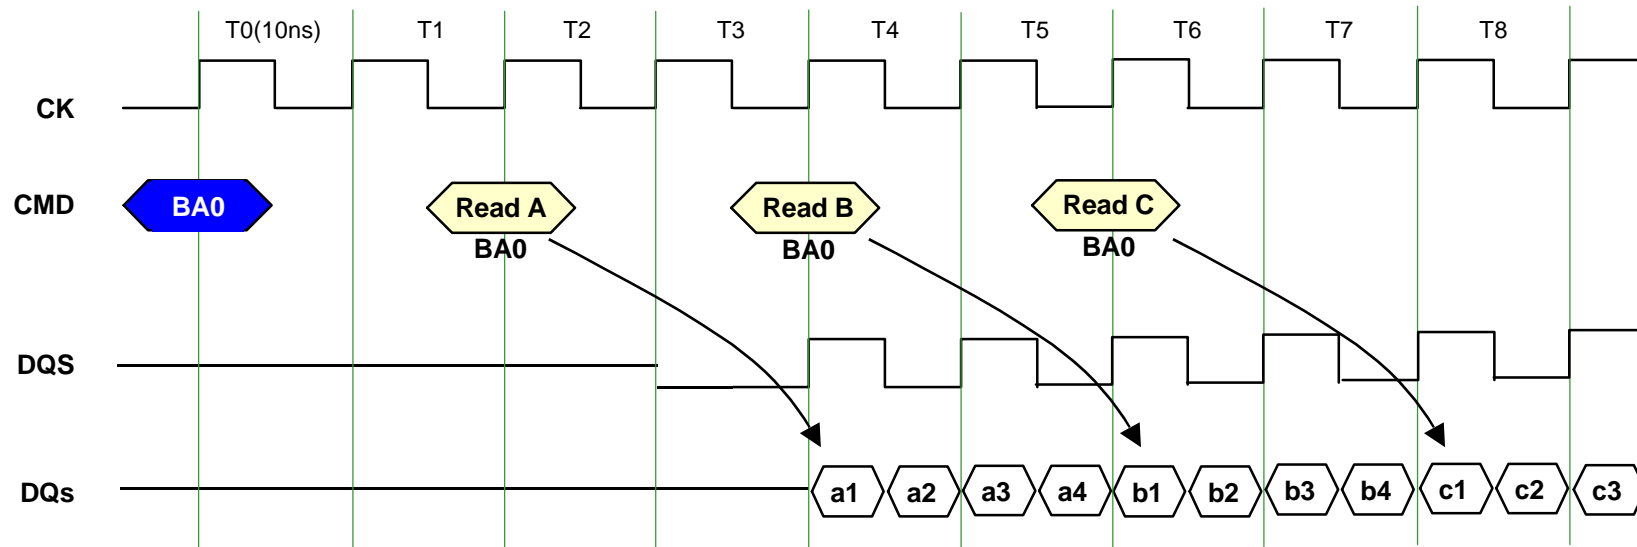 T0(10ns) T1 T2 T3 T4 T5 T6 T7 T8
CK
CMD BA0 Read A Read B Read C
BA0 BA0 BA0
DQS
DQs a1 a2 a3 a4 b1 b2 b3 b4 c1 c2 c3